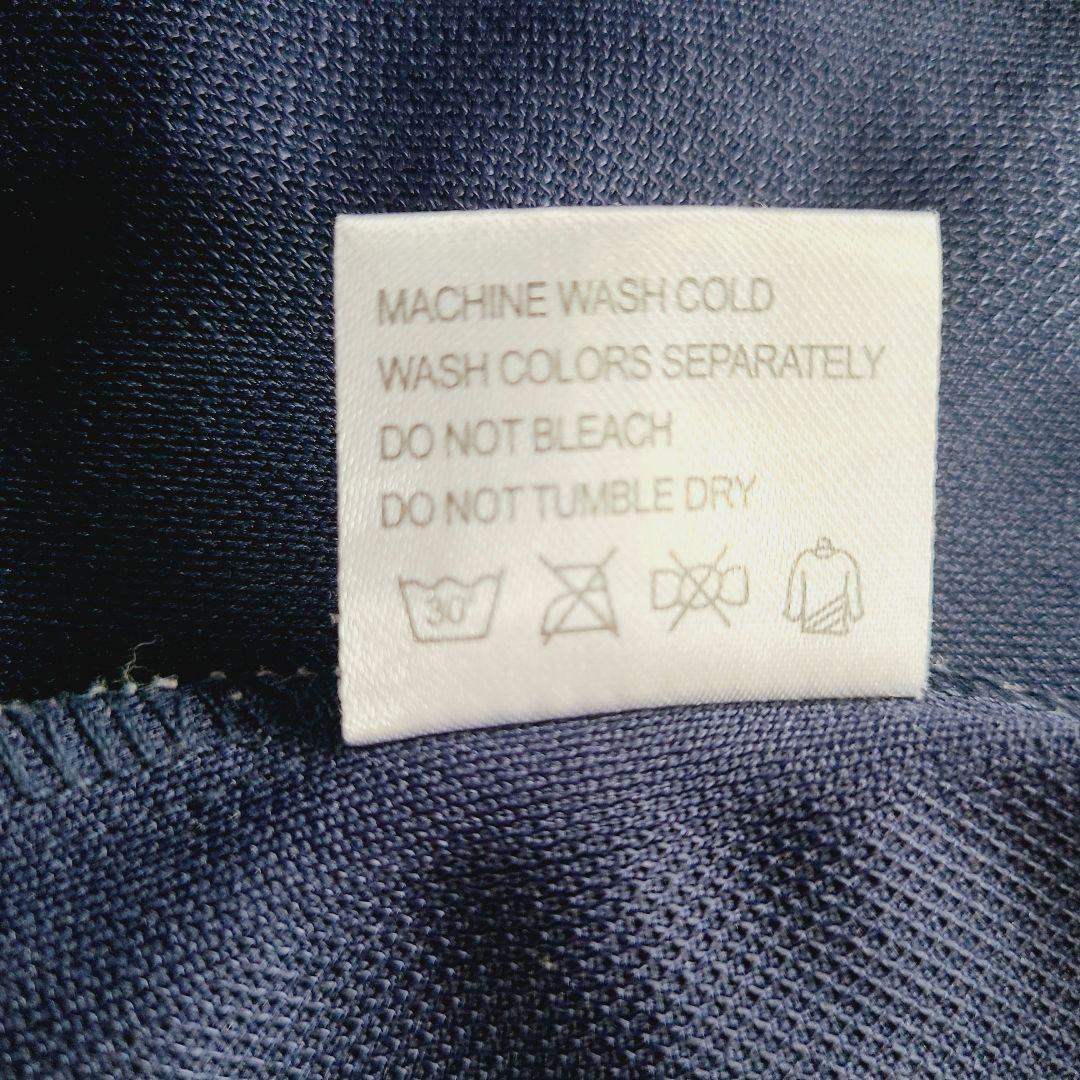 MACHINE WASH COLD
WASH COLORS SEPARATELY
DO NOT BLEACH
DO NOT TUMBLE DRY
30°